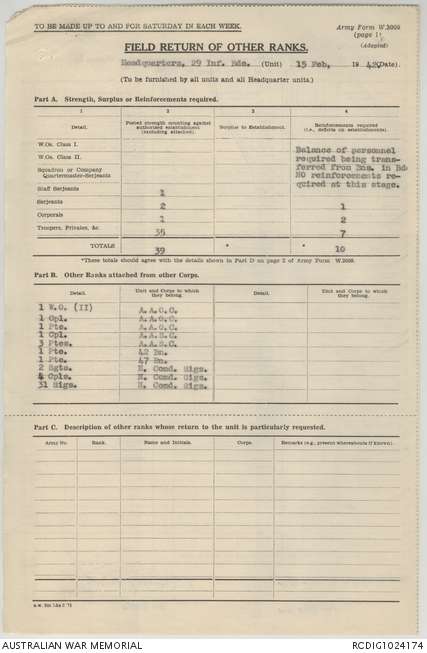 TO BE MADE UP TO AND FOR SATURDAY IN EACH WEEK.
Army Form W.3009
(page 1)
(Adapted)
FIELD RETURN OF OTHER RANKS.
Headquarters, 29 Inf. Bde. (Unit) 15 Feb, 1942 (Date).
(To be furnished by all units and all Headquarter units.)
Part A. Strength, Surplus or Reinforcements required.
1 2 3 4
Detail. Posted strength counting against authorized establishment (excluding attached). Surplus to Establishment. Reinforcements required (i.e., deficits on establishments).
W.Os. Class I.
W.Os. Class II.
Squadron or Company Quartermaster-Serjeants
Balance of personnel
required being trans-
ferred from Bns. in Bde
NO reinforcements re-
quired at this stage.
Staff Serjeants 1
Serjeants 2 1
Corporals 1 2
Troopers, Privates, &c. 35 7
TOTALS 39 * * 10
*These totals should agree with the details shown in Part D on page 2 of Army Form W.3009.
Part B. Other Ranks attached from other Corps.
Detail. Unit and Corps to which they belong. Detail. Unit and Corps to which they belong.
1 W.O. (II) A.A.O.C.
1 Cpl. A.A.O.C.
1 Pte. A.A.O.C.
1 Cpl. A.A.S.C.
3 Ptes. A.A.S.C.
1 Pte. 42 Bn.
1 Pte. 47 Bn.
2 Sgts. N. Comd. Sigs.
4 Cpls. N. Comd. Sigs.
31 Sigs. N. Comd. Sigs.
Part C. Description of other ranks whose return to the unit is particularly requested.
Army No. Rank. Name and Initials. Corps. Remarks (e.g., present whereabouts if known).
AUSTRALIAN WAR MEMORIAL
RCDIG1024174